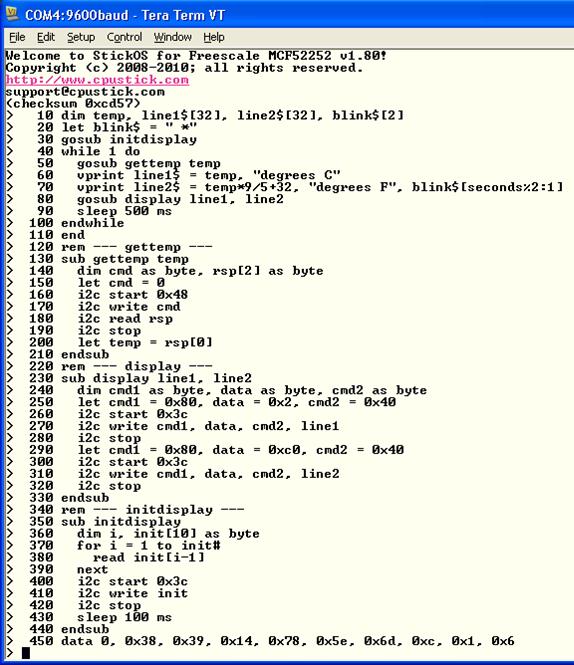 COM4:9600baud - Tera Term VT
File Edit Setup Control Window Help
Welcome to StickOS for Freescale MCF52252 v1.80!
Copyright (c) 2008-2010; all rights reserved.
http://www.cpustick.com
support@cpustick.com
(checksum 0xcd57)
> 10 dim temp, line1$[32], line2$[32], blink$[2]
> 20 let blink$ = " *"
> 30 gosub initdisplay
> 40 while 1 do
> 50 gosub gettemp temp
> 60 vprint line1$ = temp, "degrees C"
> 70 vprint line2$ = temp*9/5+32, "degrees F", blink$[seconds%2:1]
> 80 gosub display line1, line2
> 90 sleep 500 ms
> 100 endwhile
> 110 end
> 120 rem --- gettemp ---
> 130 sub gettemp temp
> 140 dim cmd as byte, rsp[2] as byte
> 150 let cmd = 0
> 160 i2c start 0x48
> 170 i2c write cmd
> 180 i2c read rsp
> 190 i2c stop
> 200 let temp = rsp[0]
> 210 endsub
> 220 rem --- display ---
> 230 sub display line1, line2
> 240 dim cmd1 as byte, data as byte, cmd2 as byte
> 250 let cmd1 = 0x80, data = 0x2, cmd2 = 0x40
> 260 i2c start 0x3c
> 270 i2c write cmd1, data, cmd2, line1
> 280 i2c stop
> 290 let cmd1 = 0x80, data = 0xc0, cmd2 = 0x40
> 300 i2c start 0x3c
> 310 i2c write cmd1, data, cmd2, line2
> 320 i2c stop
> 330 endsub
> 340 rem --- initdisplay ---
> 350 sub initdisplay
> 360 dim i, init[10] as byte
> 370 for i = 1 to init#
> 380 read init[i-1]
> 390 next
> 400 i2c start 0x3c
> 410 i2c write init
> 420 i2c stop
> 430 sleep 100 ms
> 440 endsub
> 450 data 0, 0x38, 0x39, 0x14, 0x78, 0x5e, 0x6d, 0xc, 0x1, 0x6
>